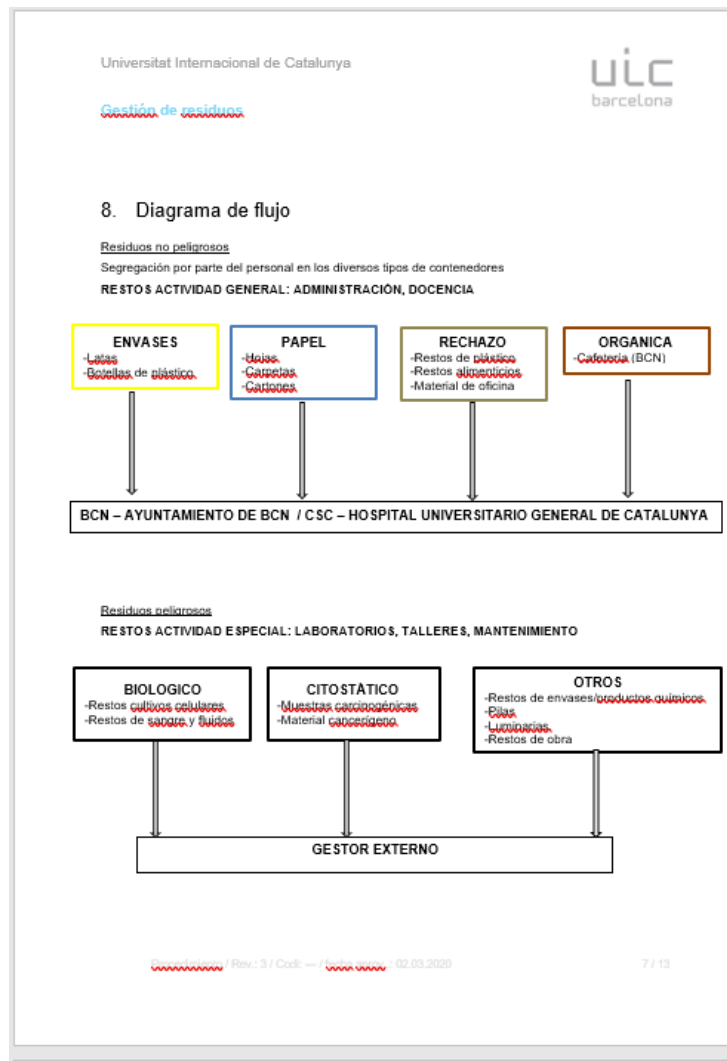 Universitat Internacional de Catalunya
uic
barcelona
Gestión de residuos
8. Diagrama de flujo
Residuos no peligrosos
Segregación por parte del personal en los diversos tipos de contenedores
RESTOS ACTIVIDAD GENERAL: ADMINISTRACIÓN, DOCENCIA
ENVASES
-Latas
-Botellas de plástico
PAPEL
-Hojas
-Carpetas
-Cartones
RECHAZO
-Restos de plástico
-Restos alimenticios
-Material de oficina
ORGANICA
-Cafetería (BCN)
BCN – AYUNTAMIENTO DE BCN / CSC – HOSPITAL UNIVERSITARIO GENERAL DE CATALUNYA
Residuos peligrosos
RESTOS ACTIVIDAD ESPECIAL: LABORATORIOS, TALLERES, MANTENIMIENTO
BIOLOGICO
-Restos cultivos celulares
-Restos de sangre y fluidos
CITOSTÁTICO
-Muestras carcinogénicas
-Material cancerígeno
OTROS
-Restos de envases/productos químicos
-Pilas
-Luminarias
-Restos de obra
GESTOR EXTERNO
Procedimiento / Rev.: 3 / Codi: --- / fecha aprov. : 02.03.2020
7 / 13